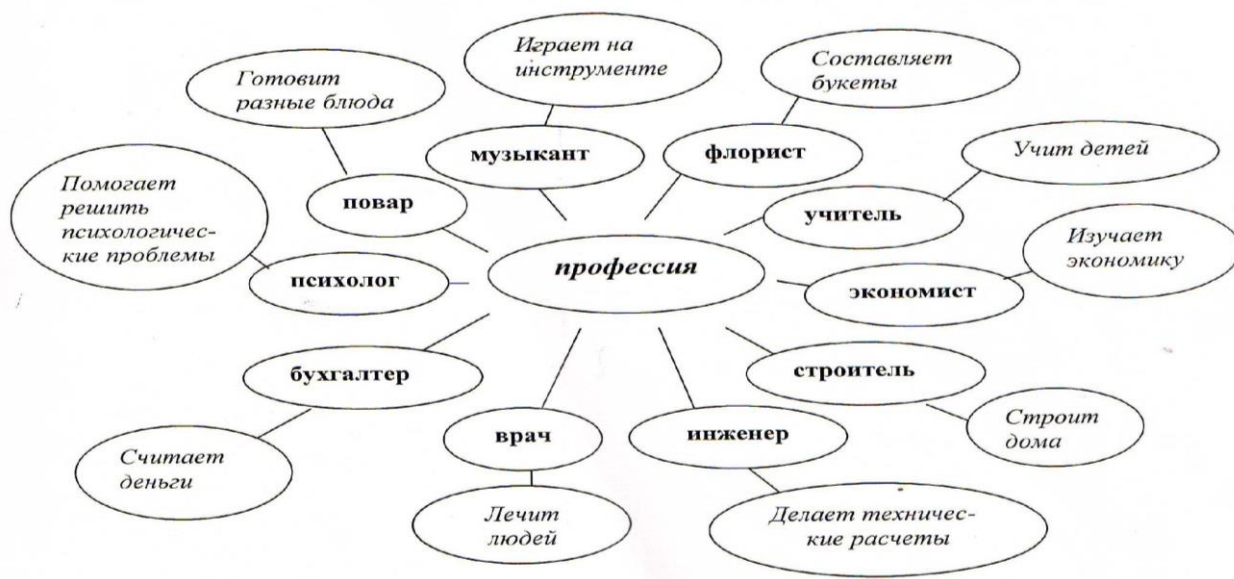 Играет на
инструменте
Составляет
букеты
Готовит
разные блюда
музыкант
флорист
Учит детей
Помогает
решить
психологичес-
кие проблемы
повар
учитель
профессия
Изучает
экономику
психолог
экономист
бухгалтер
строитель
врач
инженер
Строит
дома
Считает
деньги
Лечит
людей
Делает техничес-
кие расчеты